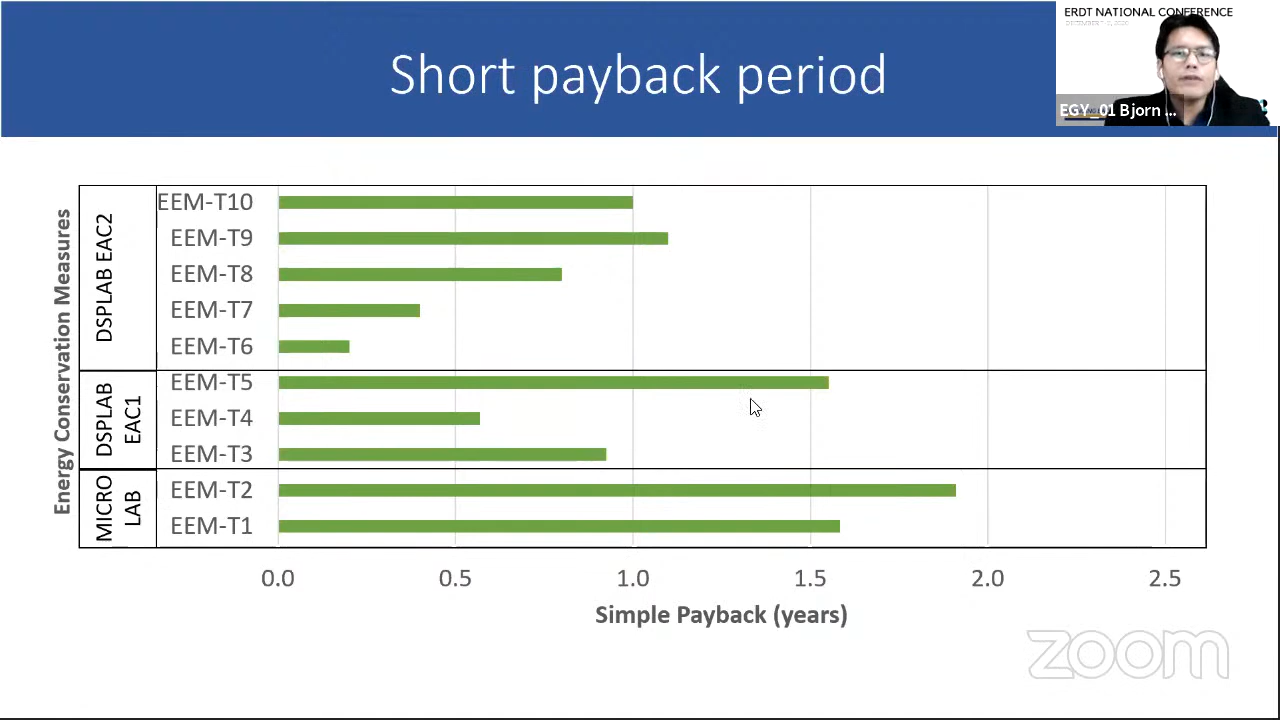 Short payback period
ERDT NATIONAL CONFERENCE
EGY_01 Bjorn ...
Energy Conservation Measures
DSPLAB EAC2
EEM-T10
EEM-T9
EEM-T8
EEM-T7
EEM-T6
DSPLAB
EAC1
EEM-T5
EEM-T4
EEM-T3
MICRO
LAB
EEM-T2
EEM-T1
0.0 0.5 1.0 1.5 2.0 2.5
Simple Payback (years)
zoom